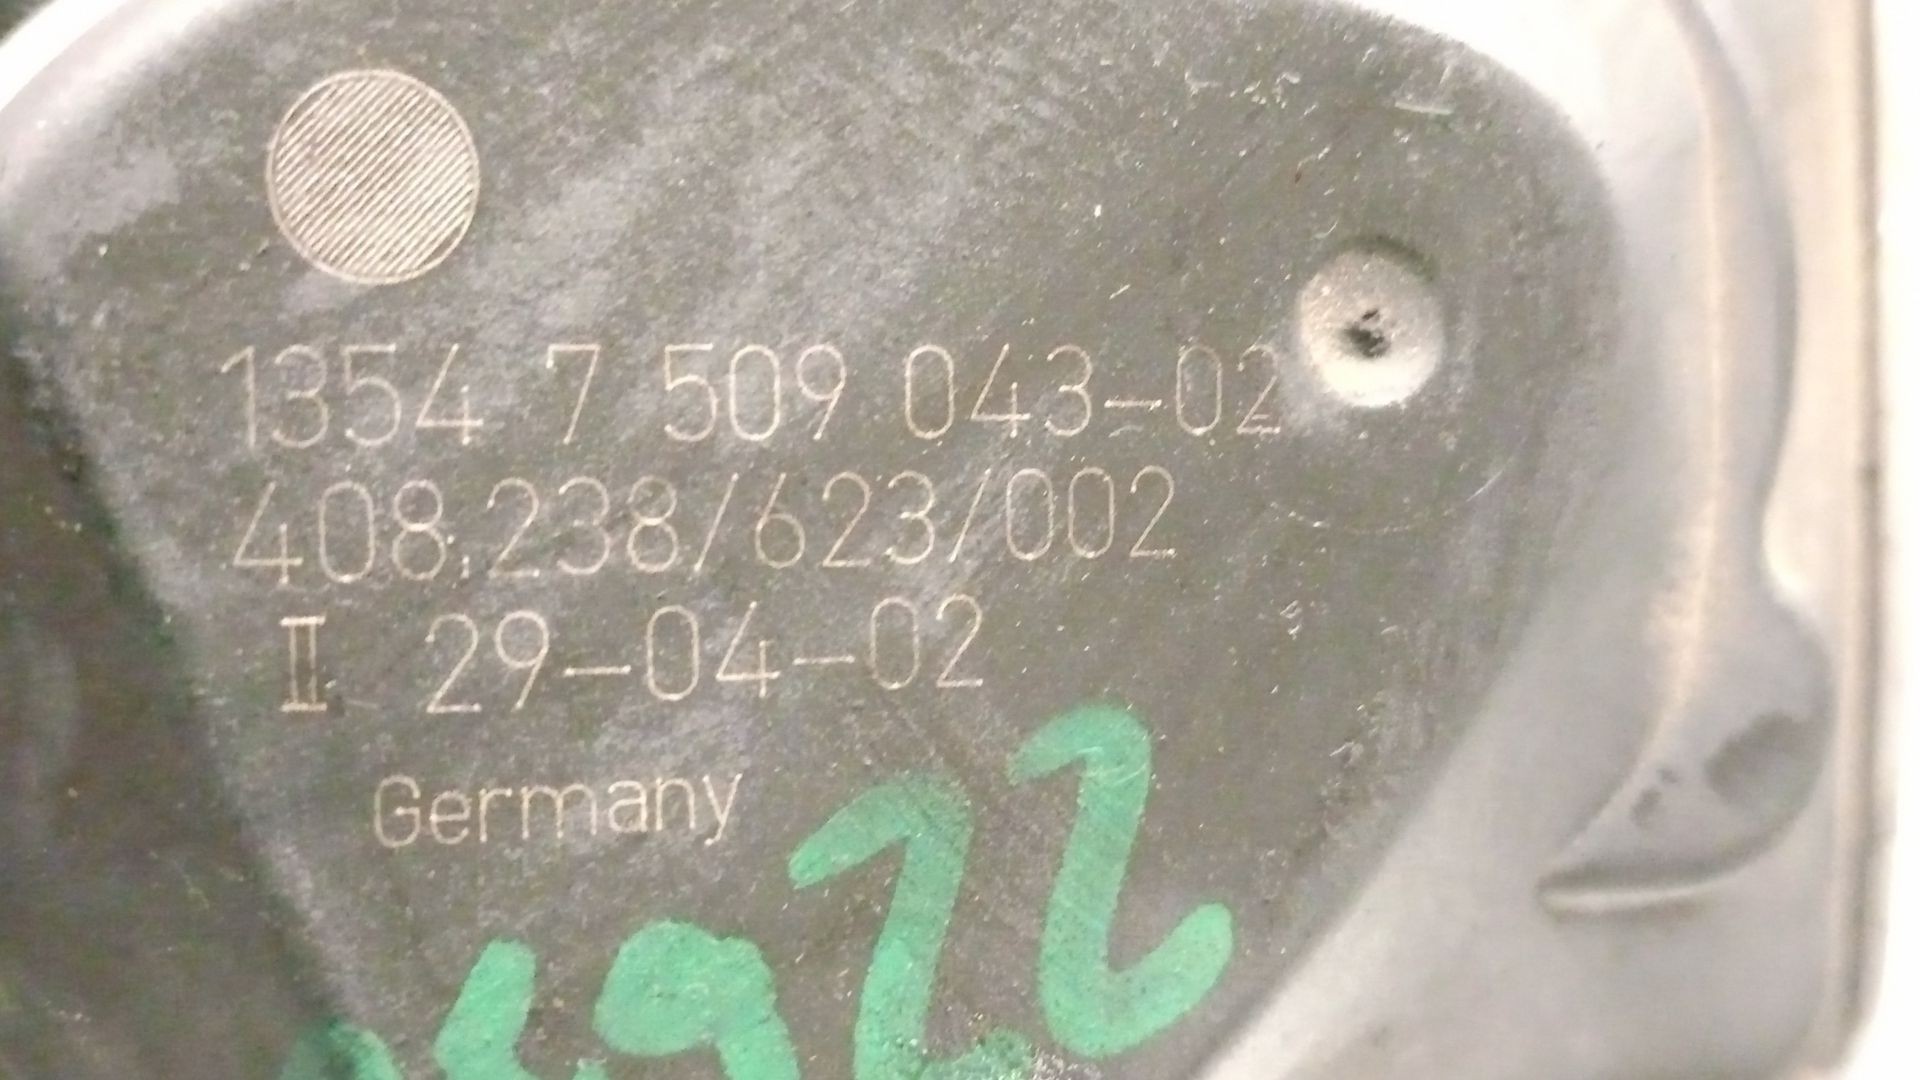 1354 7 509 043-02
408.238/623/002
II 29-04-02
Germany